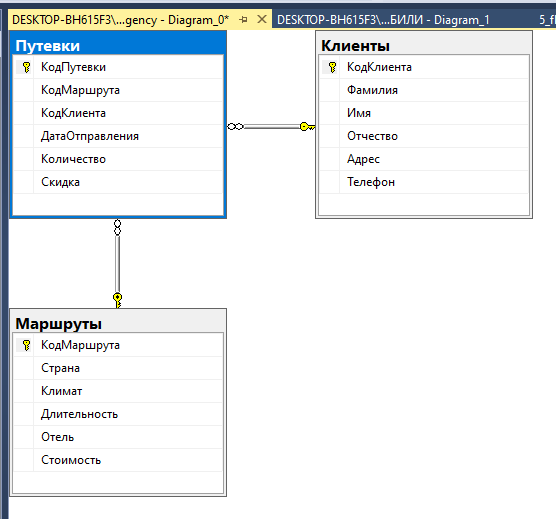 DESKTOP-BH615F3\...gency - Diagram_0*
DESKTOP-BH615F3\...БИЛИ - Diagram_1
Путевки
КодПутевки
КодМаршрута
КодКлиента
ДатаОтправления
Количество
Скидка
Клиенты
КодКлиента
Фамилия
Имя
Отчество
Адрес
Телефон
Маршруты
КодМаршрута
Страна
Климат
Длительность
Отель
Стоимость